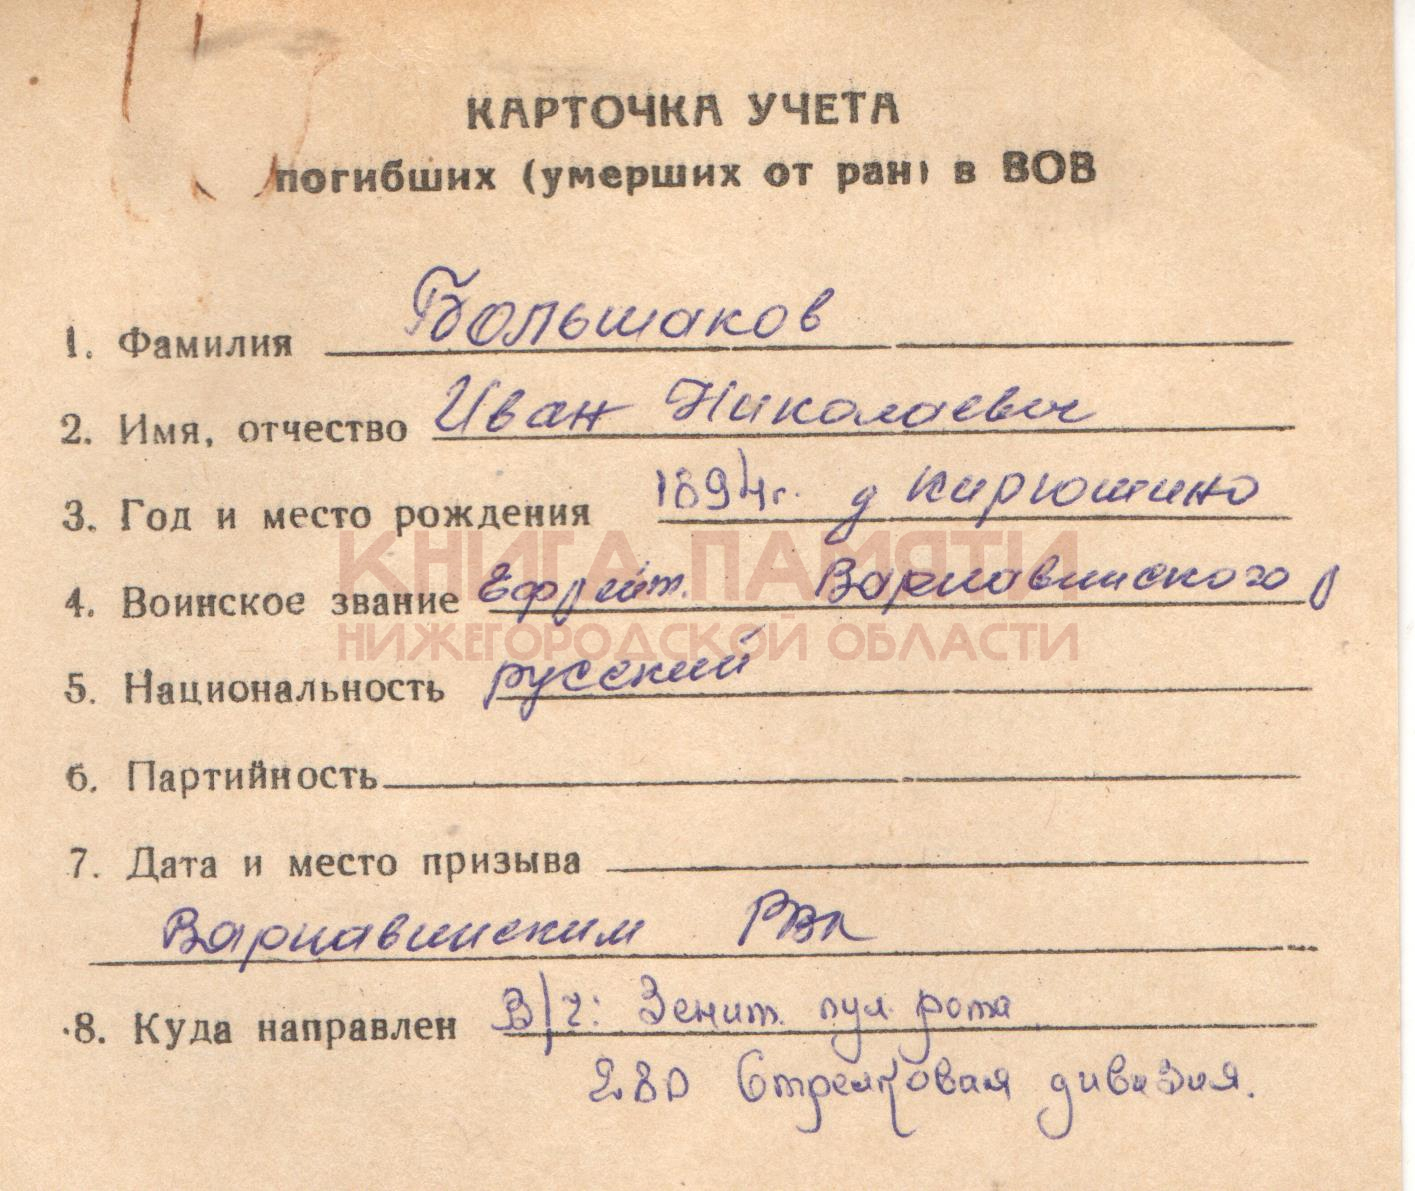 КАРТОЧКА УЧЕТА
погибших (умерших от ран) в ВОВ
1. Фамилия Большаков
2. Имя, отчество Иван Николаевич
3. Год и место рождения 1894г. д Кирюшино
КНИГА ПАМЯТИ
4. Воинское звание Ефрейт. Варнавинского р
НИЖЕГОРОДСКОЙ ОБЛАСТИ
5. Национальность русский
6. Партийность
7. Дата и место призыва
Варнавинским РВК
8. Куда направлен В/ч: Зенит. пул. рота
280 Стрелковая дивизия.